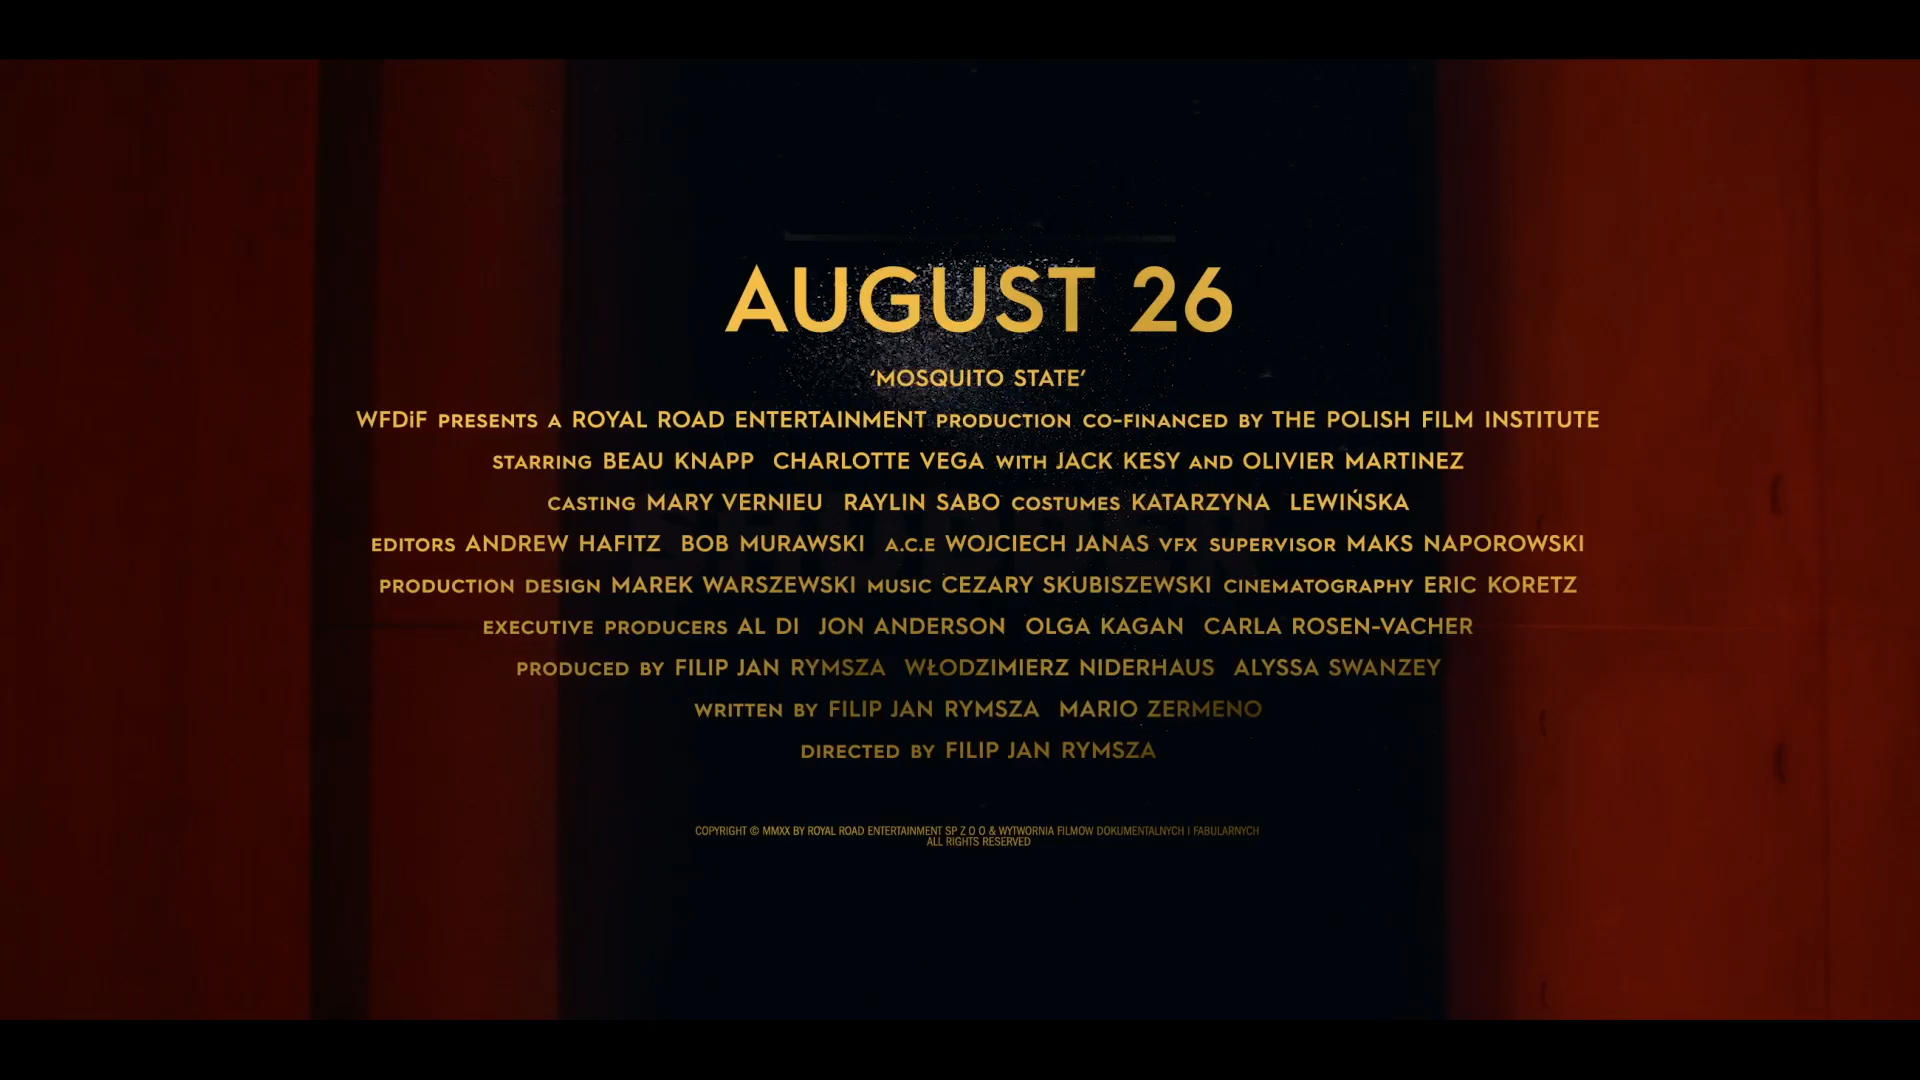 AUGUST 26
‘MOSQUITO STATE’
WFDiF PRESENTS A ROYAL ROAD ENTERTAINMENT PRODUCTION CO-FINANCED BY THE POLISH FILM INSTITUTE
STARRING BEAU KNAPP CHARLOTTE VEGA WITH JACK KESY AND OLIVIER MARTINEZ
CASTING MARY VERNIEU RAYLIN SABO COSTUMES KATARZYNA LEWIŃSKA
EDITORS ANDREW HAFITZ BOB MURAWSKI A.C.E WOJCIECH JANAS VFX SUPERVISOR MAKS NAPOROWSKI
PRODUCTION DESIGN MAREK WARSZEWSKI MUSIC CEZARY SKUBISZEWSKI CINEMATOGRAPHY ERIC KORETZ
EXECUTIVE PRODUCERS AL DI JON ANDERSON OLGA KAGAN CARLA ROSEN-VACHER
PRODUCED BY FILIP JAN RYMSZA WŁODZIMIERZ NIDERHAUS ALYSSA SWANZEY
WRITTEN BY FILIP JAN RYMSZA MARIO ZERMENO
DIRECTED BY FILIP JAN RYMSZA
COPYRIGHT © MMXX BY ROYAL ROAD ENTERTAINMENT SP Z O O & WYTWORNIA FILMOW DOKUMENTALNYCH I FABULARNYCH
ALL RIGHTS RESERVED